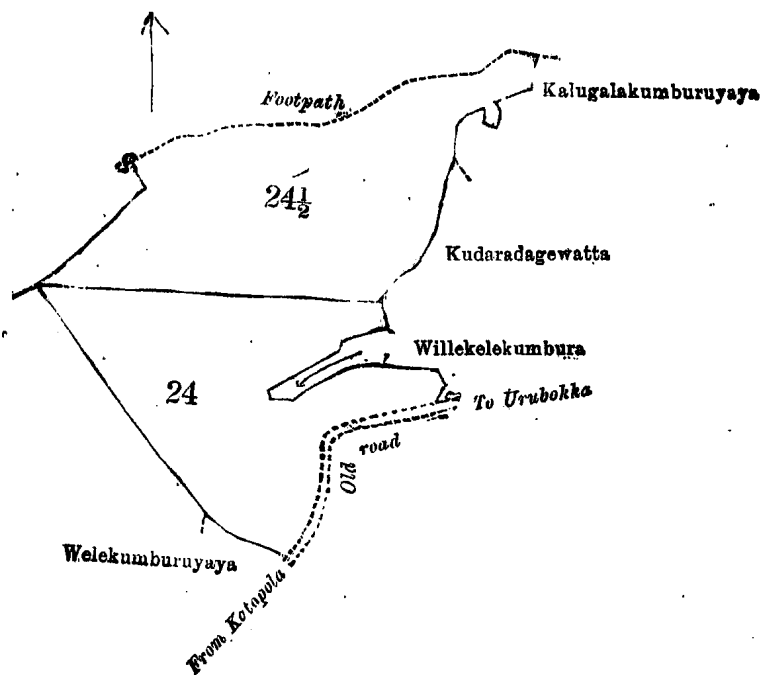 Footpath
Kalugalakumburuyaya
24½
Kudaradagewatta
Willekelekumbura
24
To Urubokka
Old road
Welekumburuyaya
From Kotapola